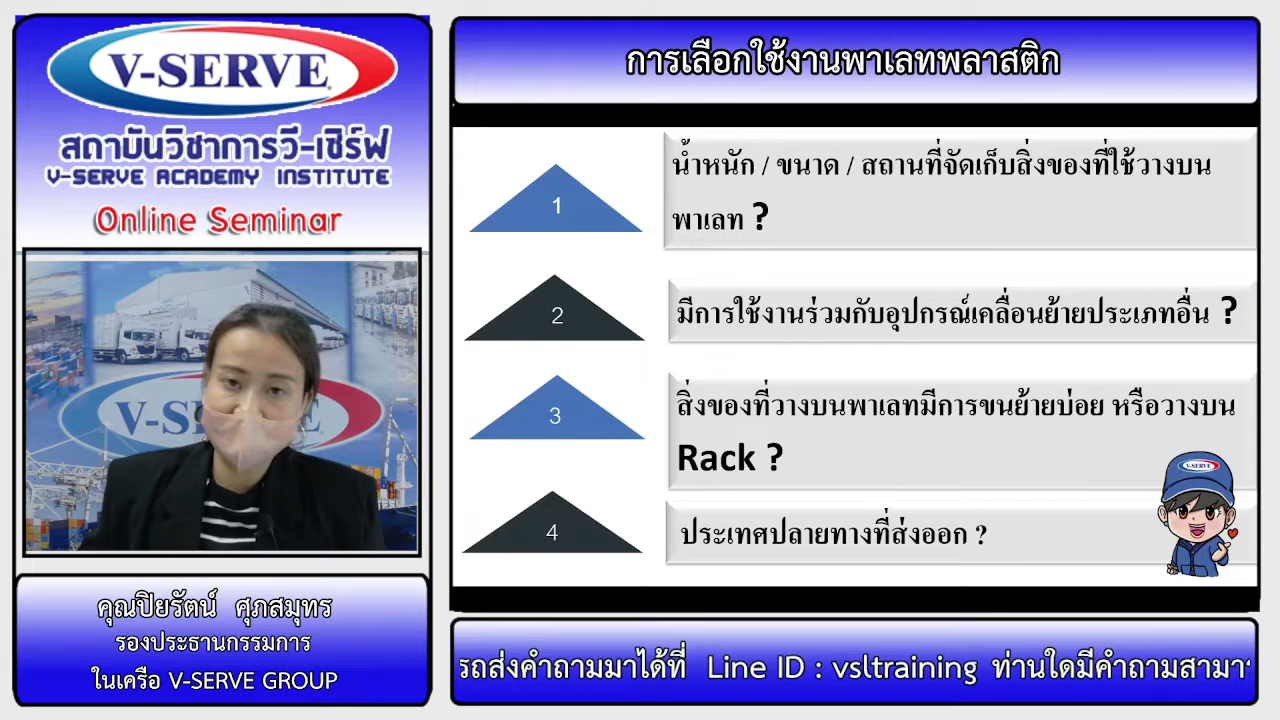 V-SERVE
สถาบันวิชาการวี-เซิร์ฟ
V-SERVE ACADEMY INSTITUTE
Online Seminar
V-SERVE
คุณปิยรัตน์ ศุภสมุทร
รองประธานกรรมการ
ในเครือ V-SERVE GROUP
การเลือกใช้งานพาเลทพลาสติก
1
น้ำหนัก / ขนาด / สถานที่จัดเก็บสิ่งของที่ใช้วางบน
พาเลท ?
2
มีการใช้งานร่วมกับอุปกรณ์เคลื่อนย้ายประเภทอื่น ?
3
สิ่งของที่วางบนพาเลทมีการขนย้ายบ่อย หรือวางบน
Rack ?
4
ประเทศปลายทางที่ส่งออก ?
V-SERVE
รถส่งคำถามมาได้ที่ Line ID : vsltraining ท่านใดมีคำถามสามาร